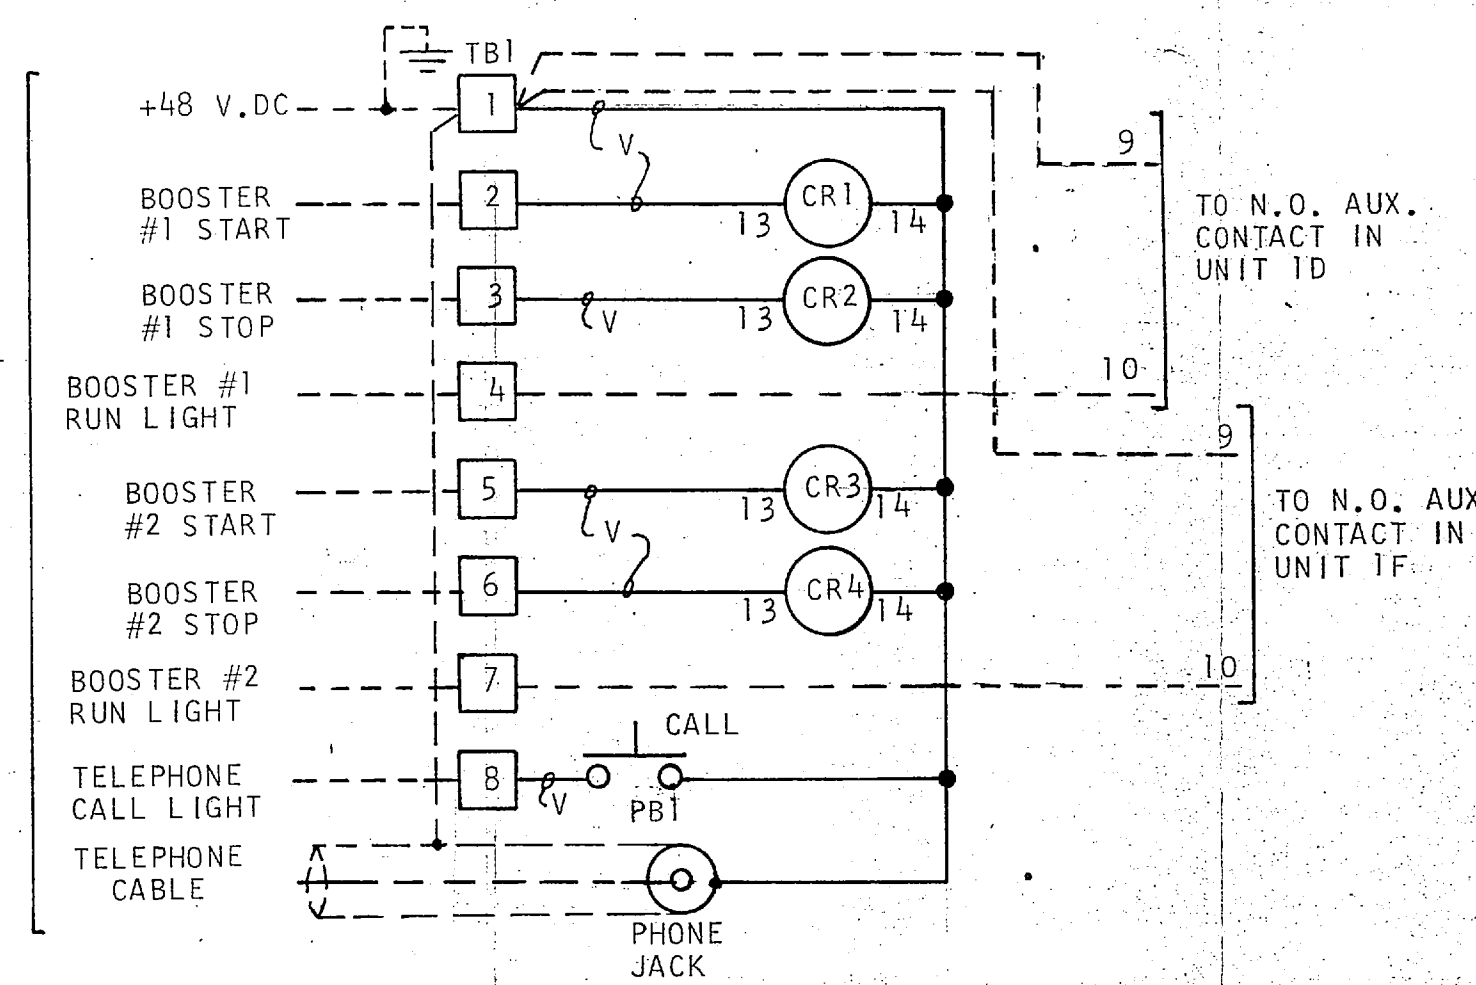 TB1
+48 V.DC
1
V
9
BOOSTER
#1 START
2
13
CR1
14
TO N.O. AUX.
CONTACT IN
UNIT 1D
BOOSTER
#1 STOP
3
V
13
CR2
14
BOOSTER #1
RUN LIGHT
4
10
9
BOOSTER
#2 START
5
V
13
CR3
14
TO N.O. AUX
CONTACT IN
UNIT 1F
BOOSTER
#2 STOP
6
13
CR4
14
BOOSTER #2
RUN LIGHT
7
10
CALL
TELEPHONE
CALL LIGHT
8
V
PB1
TELEPHONE
CABLE
PHONE
JACK